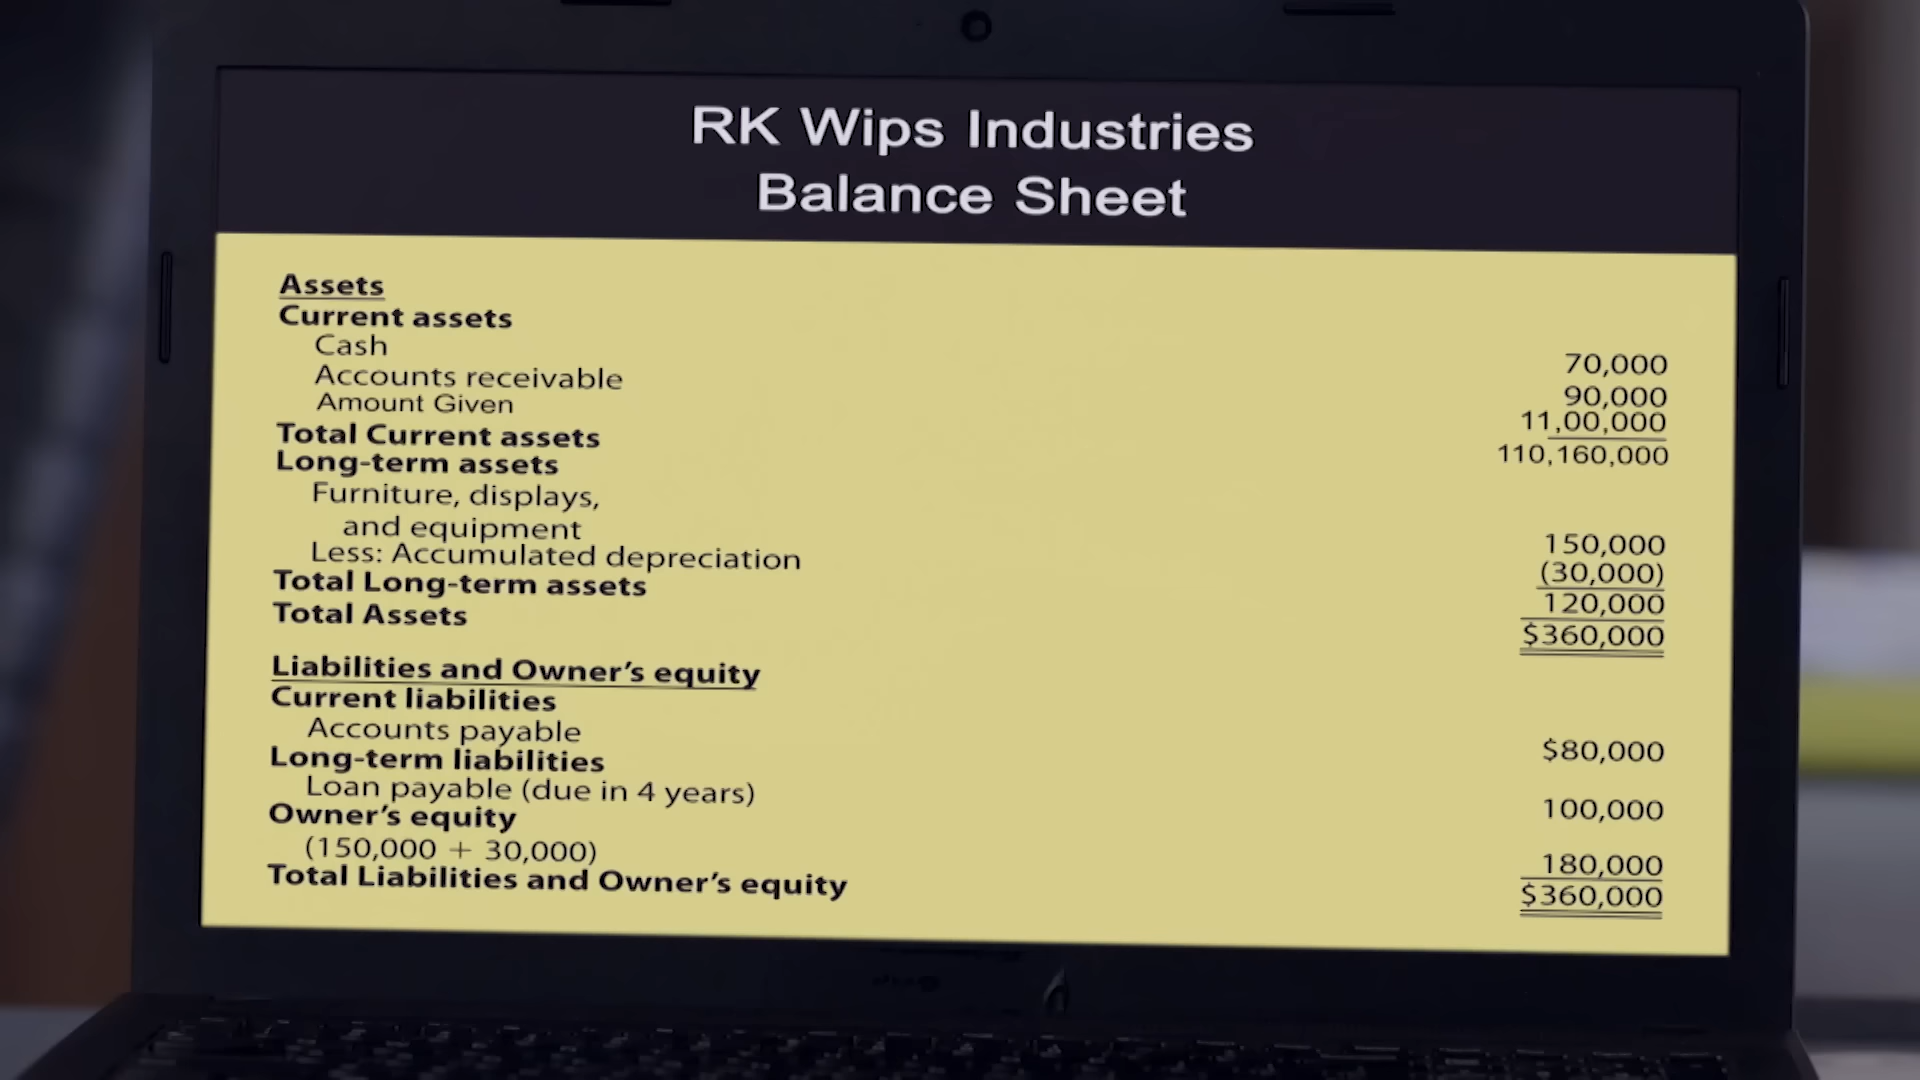 RK Wips Industries
Balance Sheet
Assets
Current assets
Cash 70,000
Accounts receivable 90,000
Amount Given 11,00,000
Total Current assets 110,160,000
Long-term assets
Furniture, displays,
and equipment 150,000
Less: Accumulated depreciation (30,000)
Total Long-term assets 120,000
Total Assets $360,000
Liabilities and Owner’s equity
Current liabilities
Accounts payable $80,000
Long-term liabilities
Loan payable (due in 4 years) 100,000
Owner’s equity
(150,000 + 30,000) 180,000
Total Liabilities and Owner’s equity $360,000